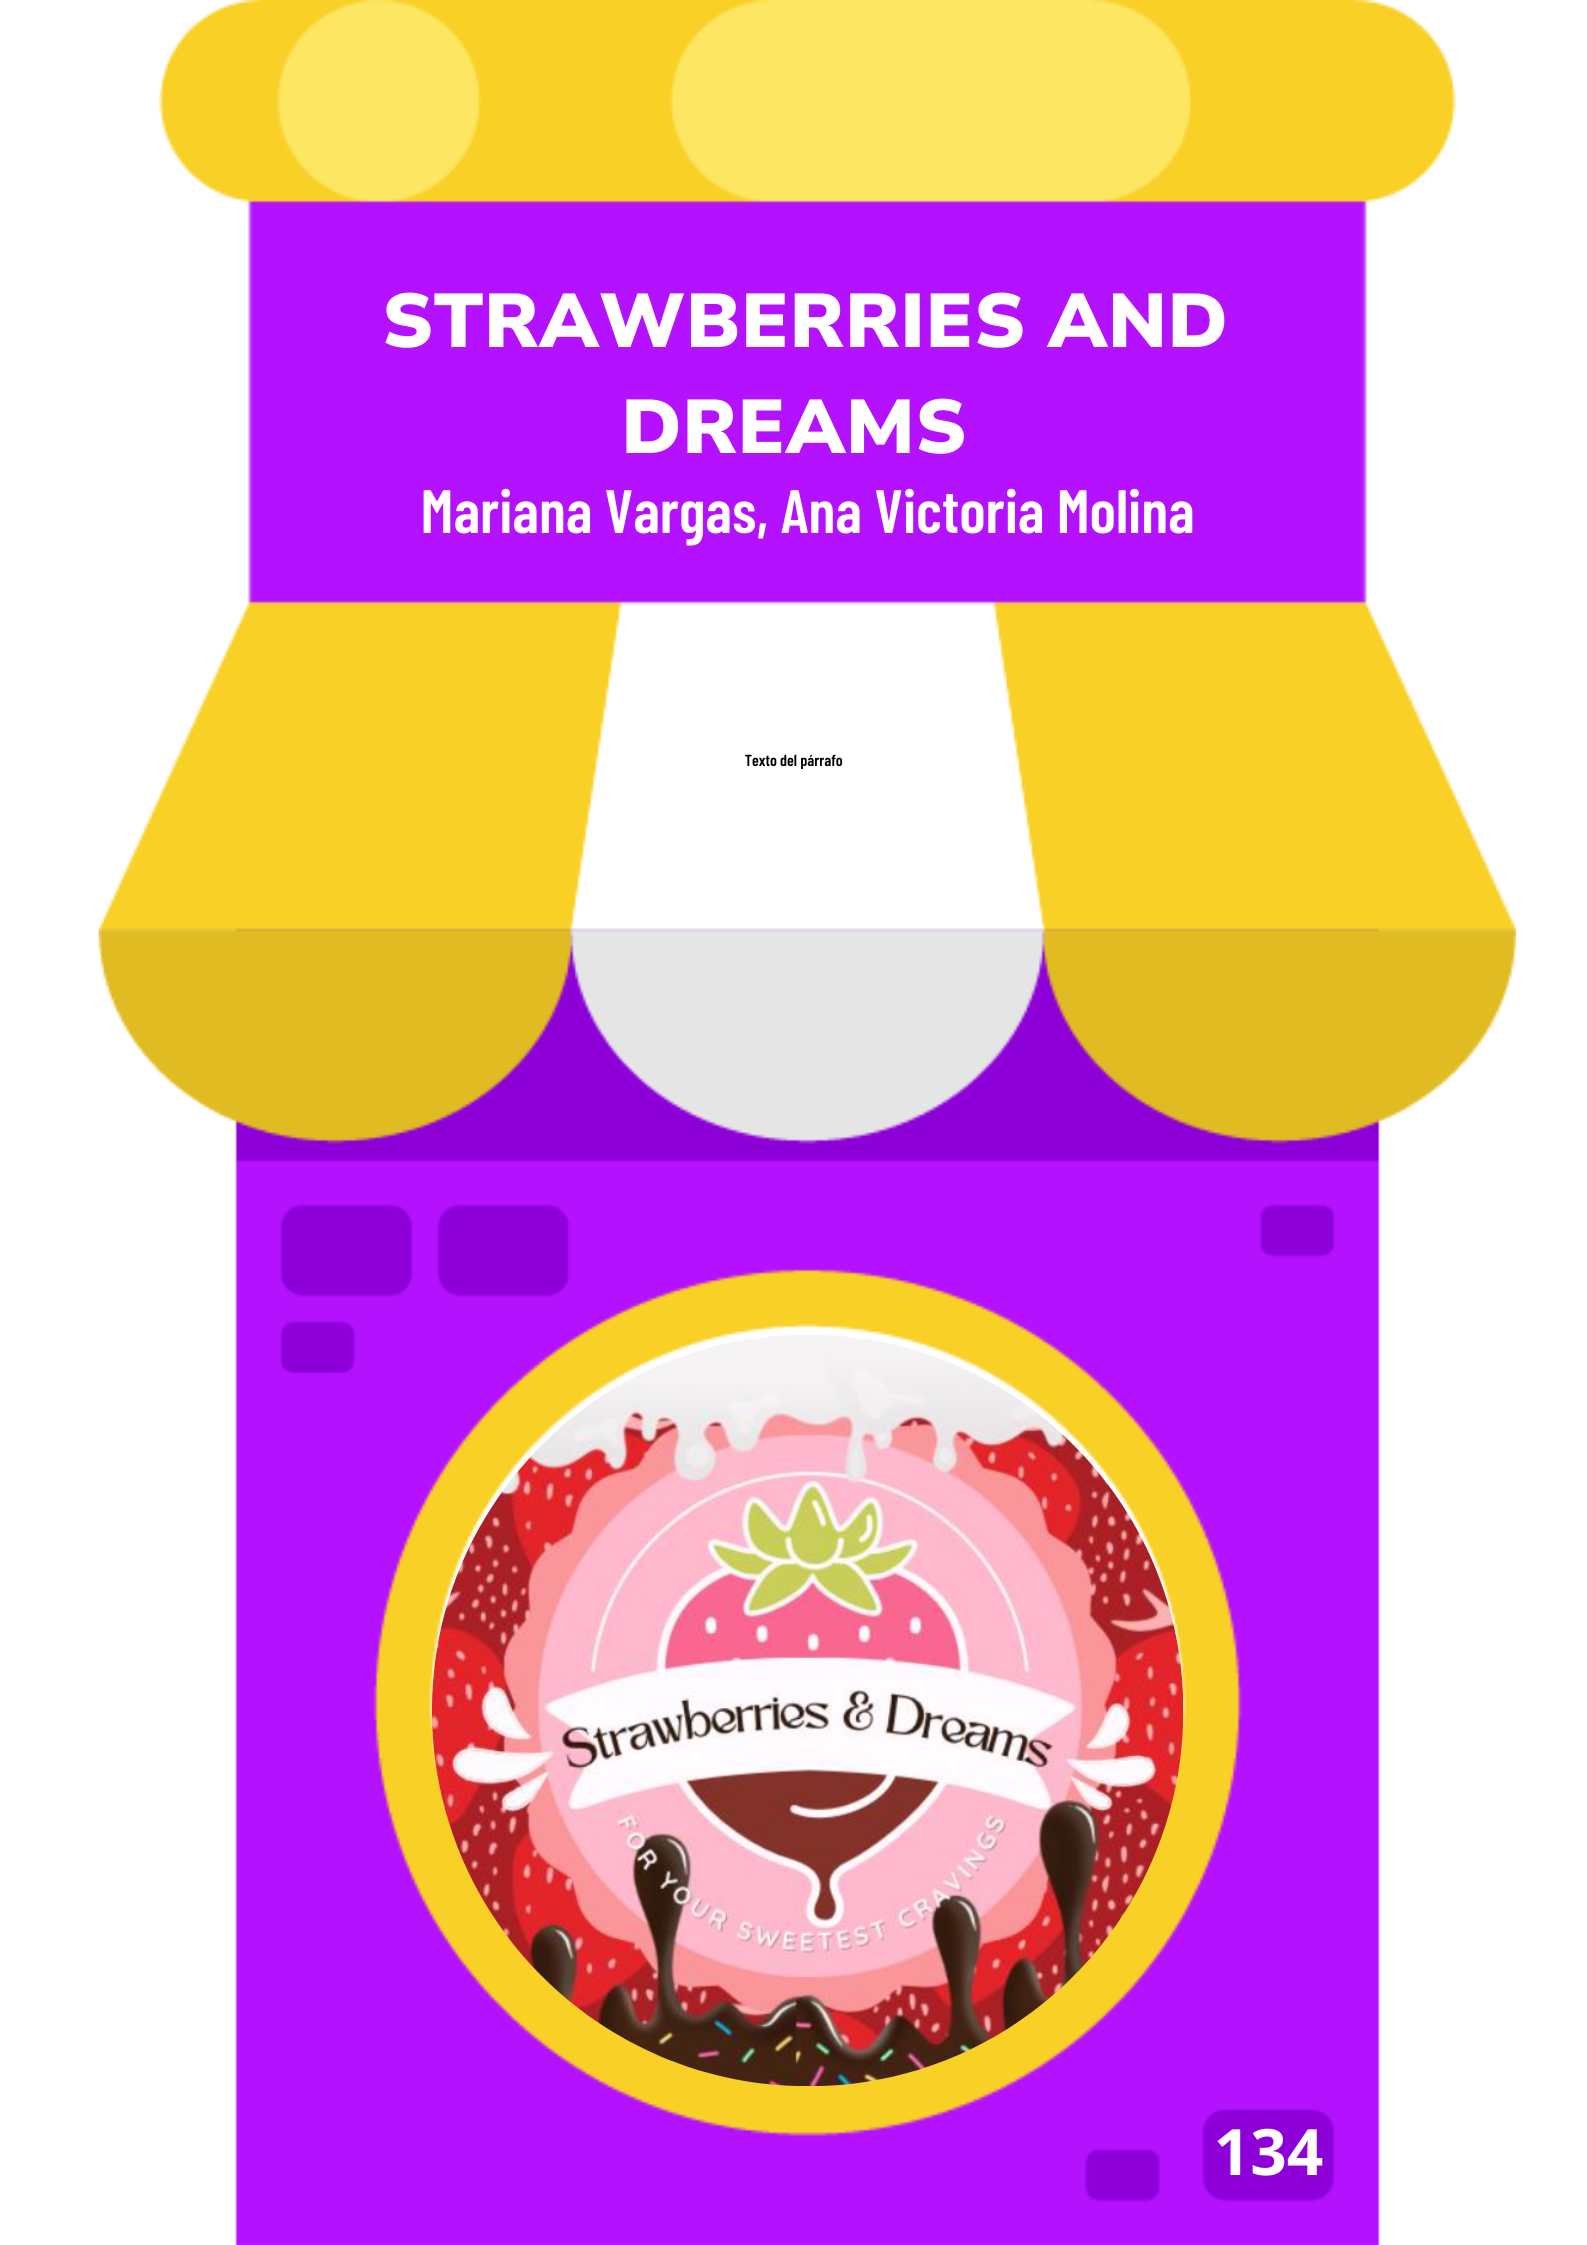 STRAWBERRIES AND
DREAMS
Mariana Vargas, Ana Victoria Molina
Texto del párrafo
Strawberries & Dreams
FOR YOUR SWEETEST CRAVINGS
134